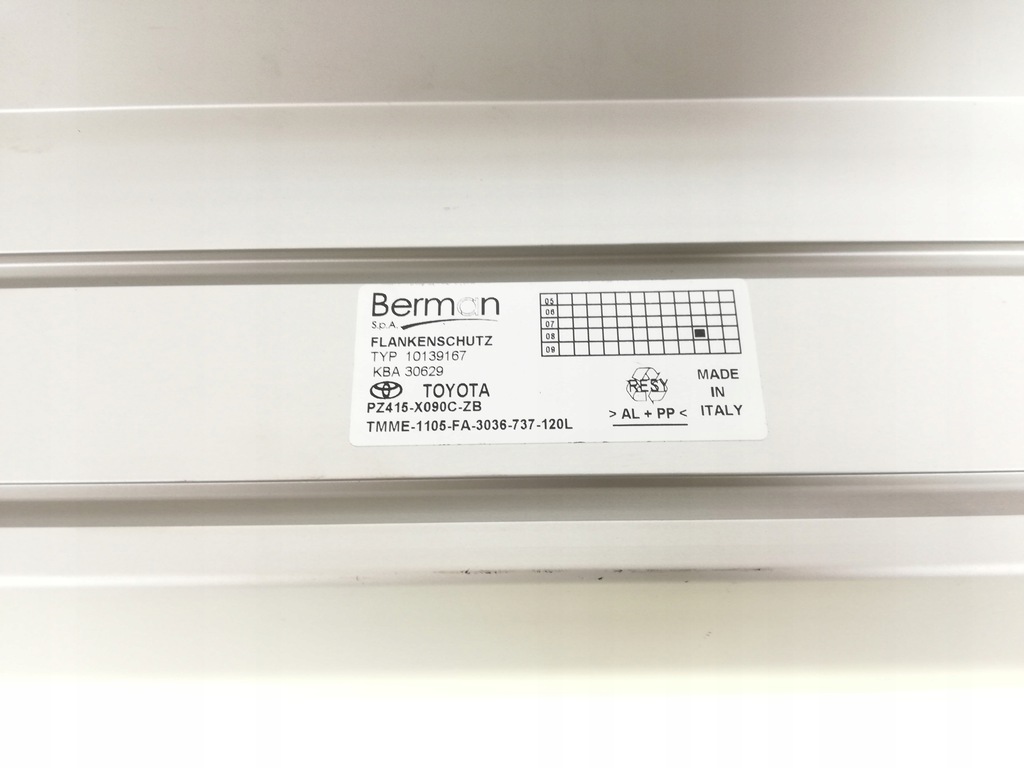 Berman
S.p.A.
FLANKENSCHUTZ
TYP 10139167
KBA 30629
TOYOTA
PZ415-X090C-ZB
TMME-1105-FA-3036-737-120L
05
06
07
08
09
RESY
> AL + PP <
MADE
IN
ITALY